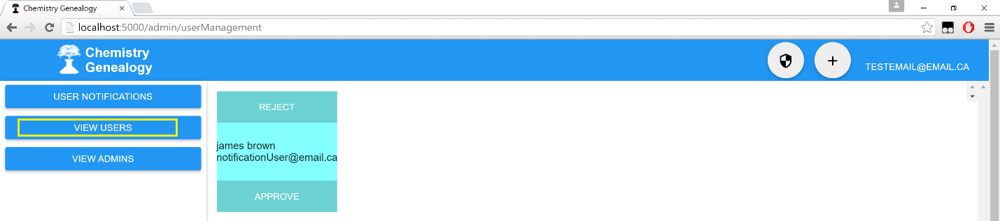 Chemistry Genealogy
localhost:5000/admin/userManagement
Chemistry
Genealogy
TESTEMAIL@EMAIL.CA
USER NOTIFICATIONS
VIEW USERS
VIEW ADMINS
REJECT
james brown
notificationUser@email.ca
APPROVE